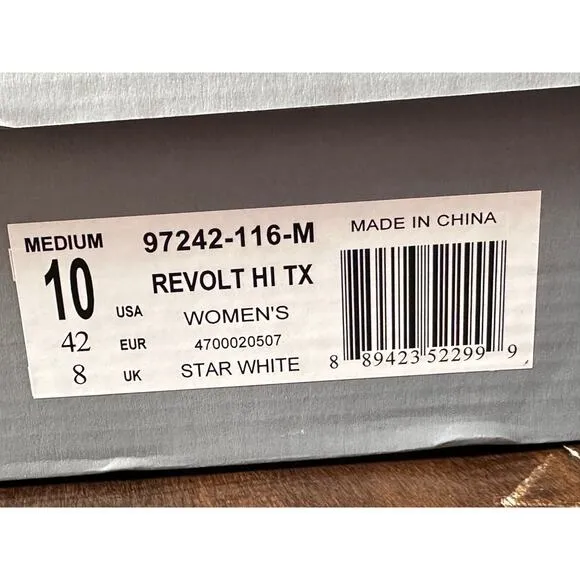 MEDIUM
10 USA
42 EUR
8 UK
97242-116-M
REVOLT HI TX
WOMEN'S
4700020507
STAR WHITE
MADE IN CHINA
8 89423 52299 9